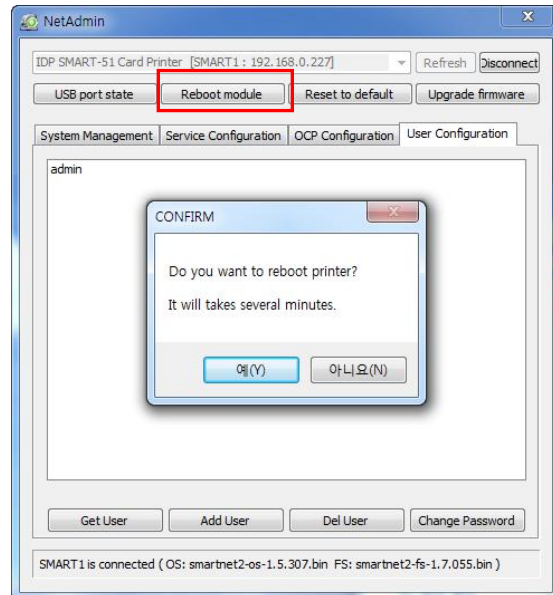 NetAdmin
IDP SMART-51 Card Printer [SMART1 : 192.168.0.227]
Refresh
Disconnect
USB port state
Reboot module
Reset to default
Upgrade firmware
System Management
Service Configuration
OCP Configuration
User Configuration
admin
CONFIRM
Do you want to reboot printer?
It will takes several minutes.
예(Y)
아니요(N)
Get User
Add User
Del User
Change Password
SMART1 is connected ( OS: smartnet2-os-1.5.307.bin FS: smartnet2-fs-1.7.055.bin )